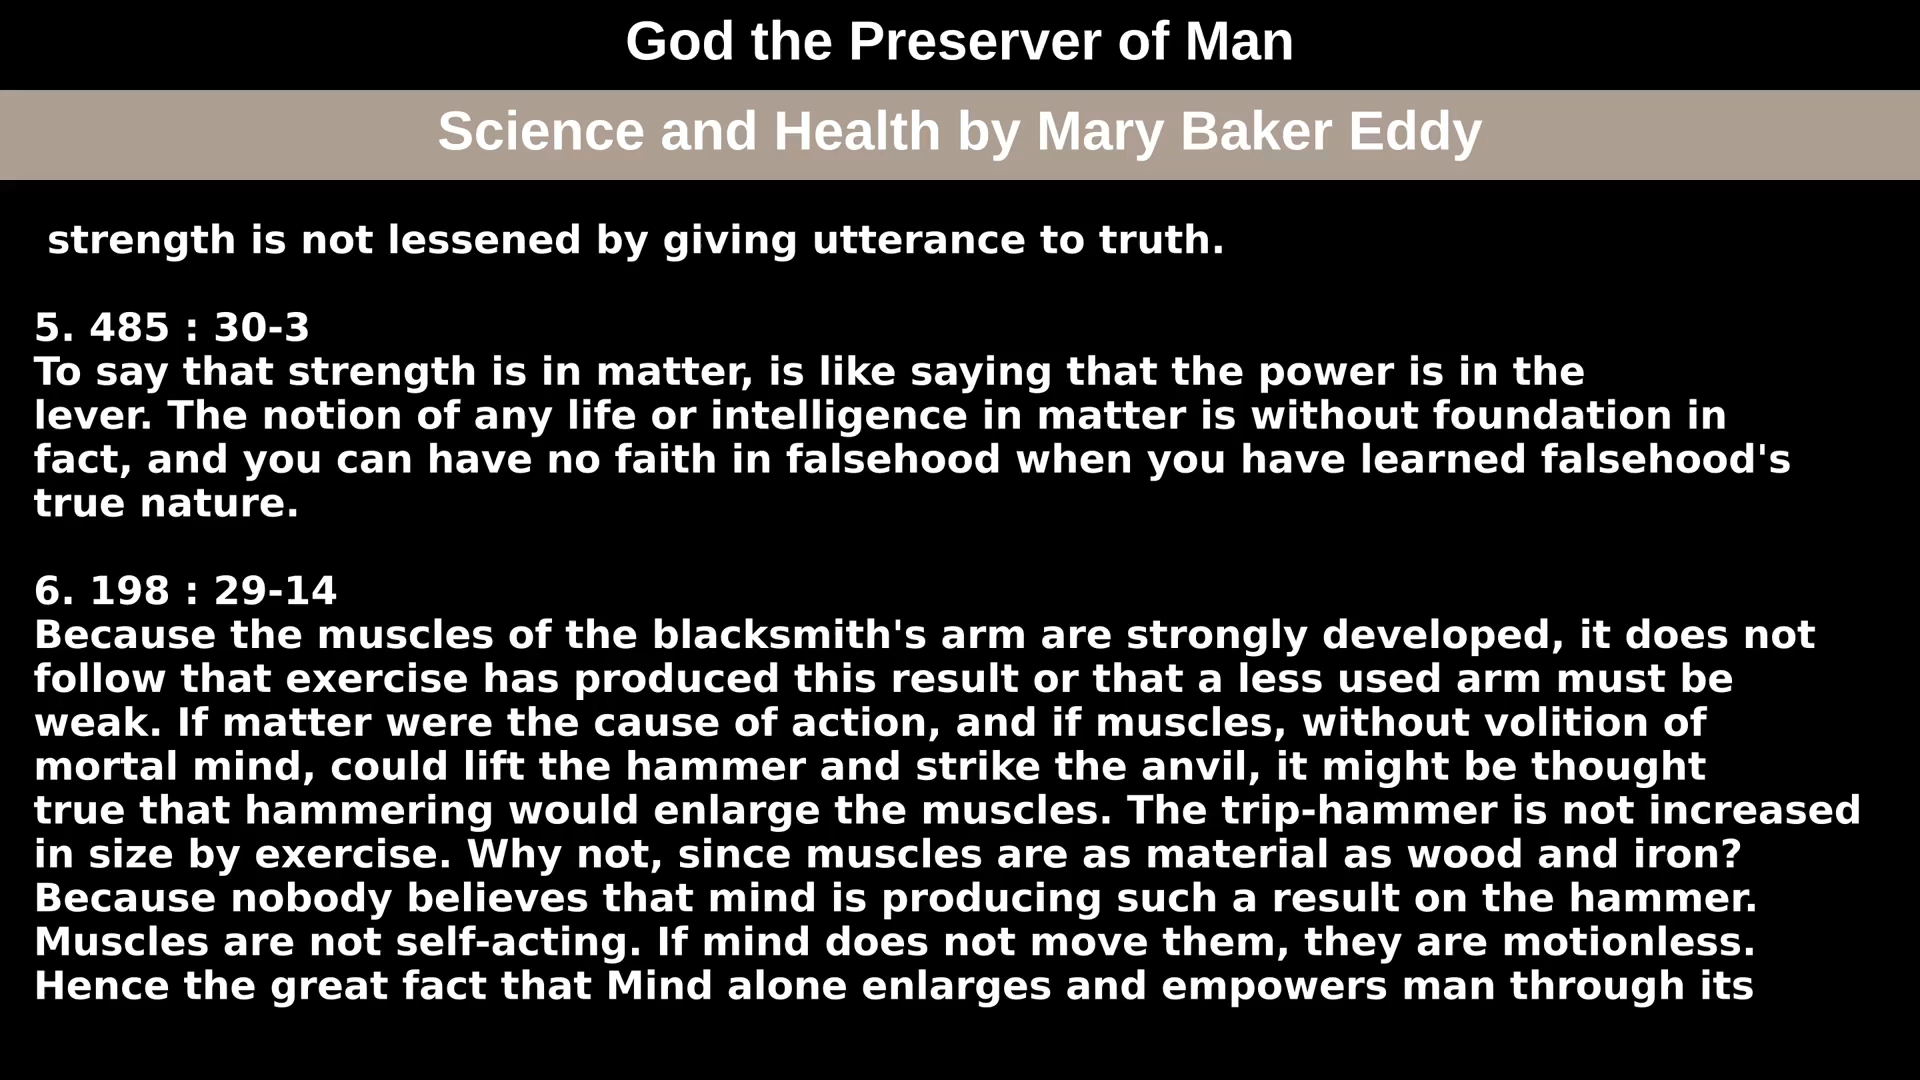 God the Preserver of Man
Science and Health by Mary Baker Eddy
strength is not lessened by giving utterance to truth.
5. 485 : 30-3
To say that strength is in matter, is like saying that the power is in the
lever. The notion of any life or intelligence in matter is without foundation in
fact, and you can have no faith in falsehood when you have learned falsehood's
true nature.
6. 198 : 29-14
Because the muscles of the blacksmith's arm are strongly developed, it does not
follow that exercise has produced this result or that a less used arm must be
weak. If matter were the cause of action, and if muscles, without volition of
mortal mind, could lift the hammer and strike the anvil, it might be thought
true that hammering would enlarge the muscles. The trip-hammer is not increased
in size by exercise. Why not, since muscles are as material as wood and iron?
Because nobody believes that mind is producing such a result on the hammer.
Muscles are not self-acting. If mind does not move them, they are motionless.
Hence the great fact that Mind alone enlarges and empowers man through its